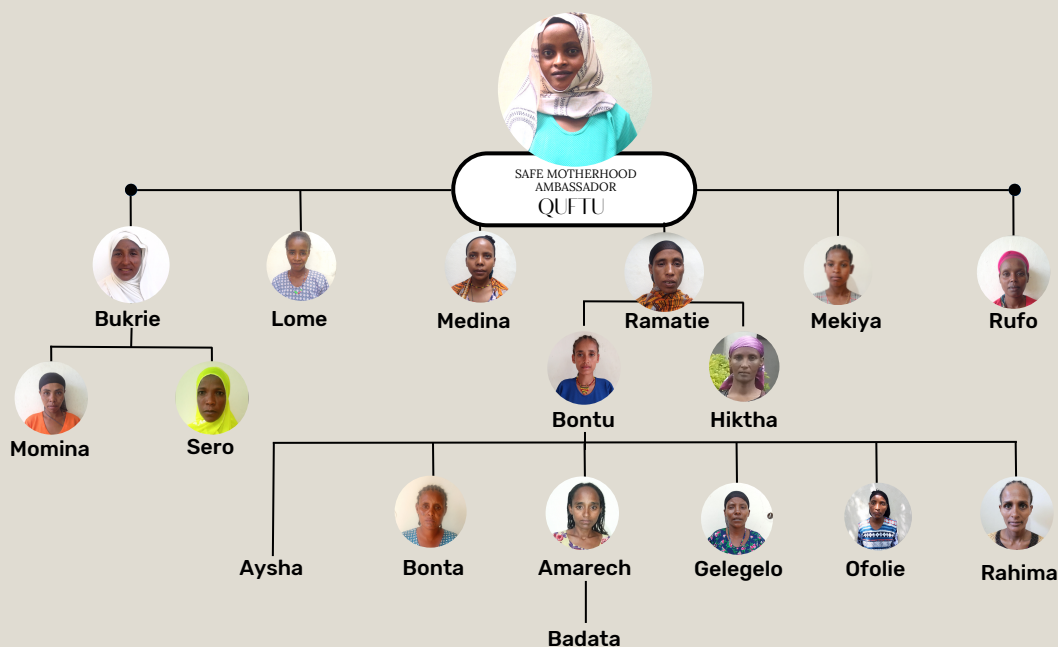 SAFE MOTHERHOOD
AMBASSADOR
QUFTU
Bukrie
Lome
Medina
Ramatie
Mekiya
Rufo
Momina
Sero
Bontu
Hiktha
Aysha
Bonta
Amarech
Gelegelo
Ofolie
Rahima
Badata